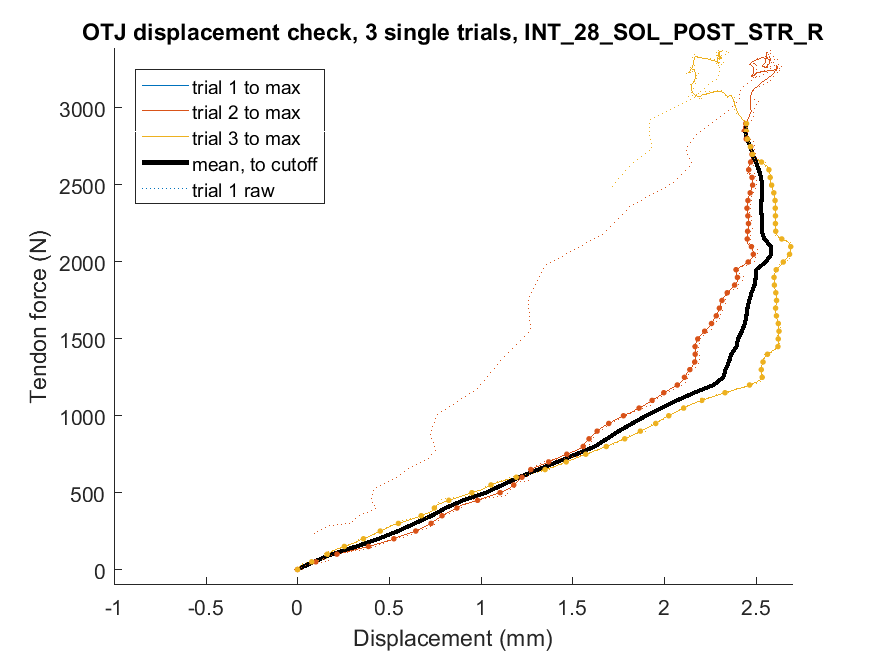 OTJ displacement check, 3 single trials, INT_28_SOL_POST_STR_R
trial 1 to max
trial 2 to max
trial 3 to max
mean, to cutoff
trial 1 raw
3000
2500
2000
1500
1000
500
0
Tendon force (N)
-1 -0.5 0 0.5 1 1.5 2 2.5
Displacement (mm)